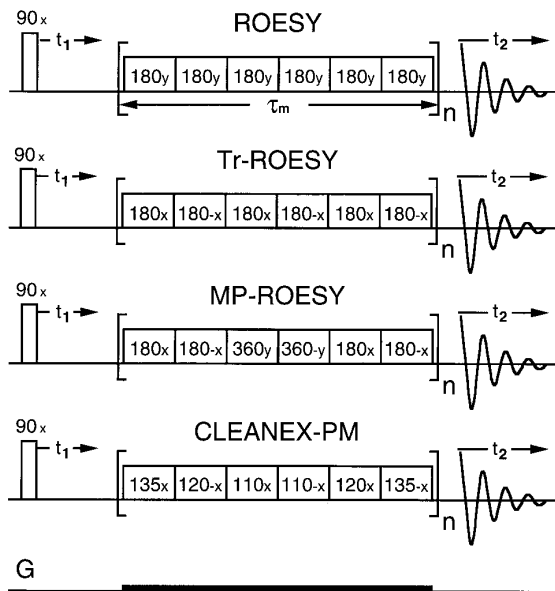 ROESY
90x
t1
t2
180y 180y 180y 180y 180y 180y
τm
n
Tr-ROESY
90x
t1
t2
180x 180-x 180x 180-x 180x 180-x
n
MP-ROESY
90x
t1
t2
180x 180-x 360y 360-y 180x 180-x
n
CLEANEX-PM
90x
t1
t2
135x 120-x 110x 110-x 120x 135-x
n
G